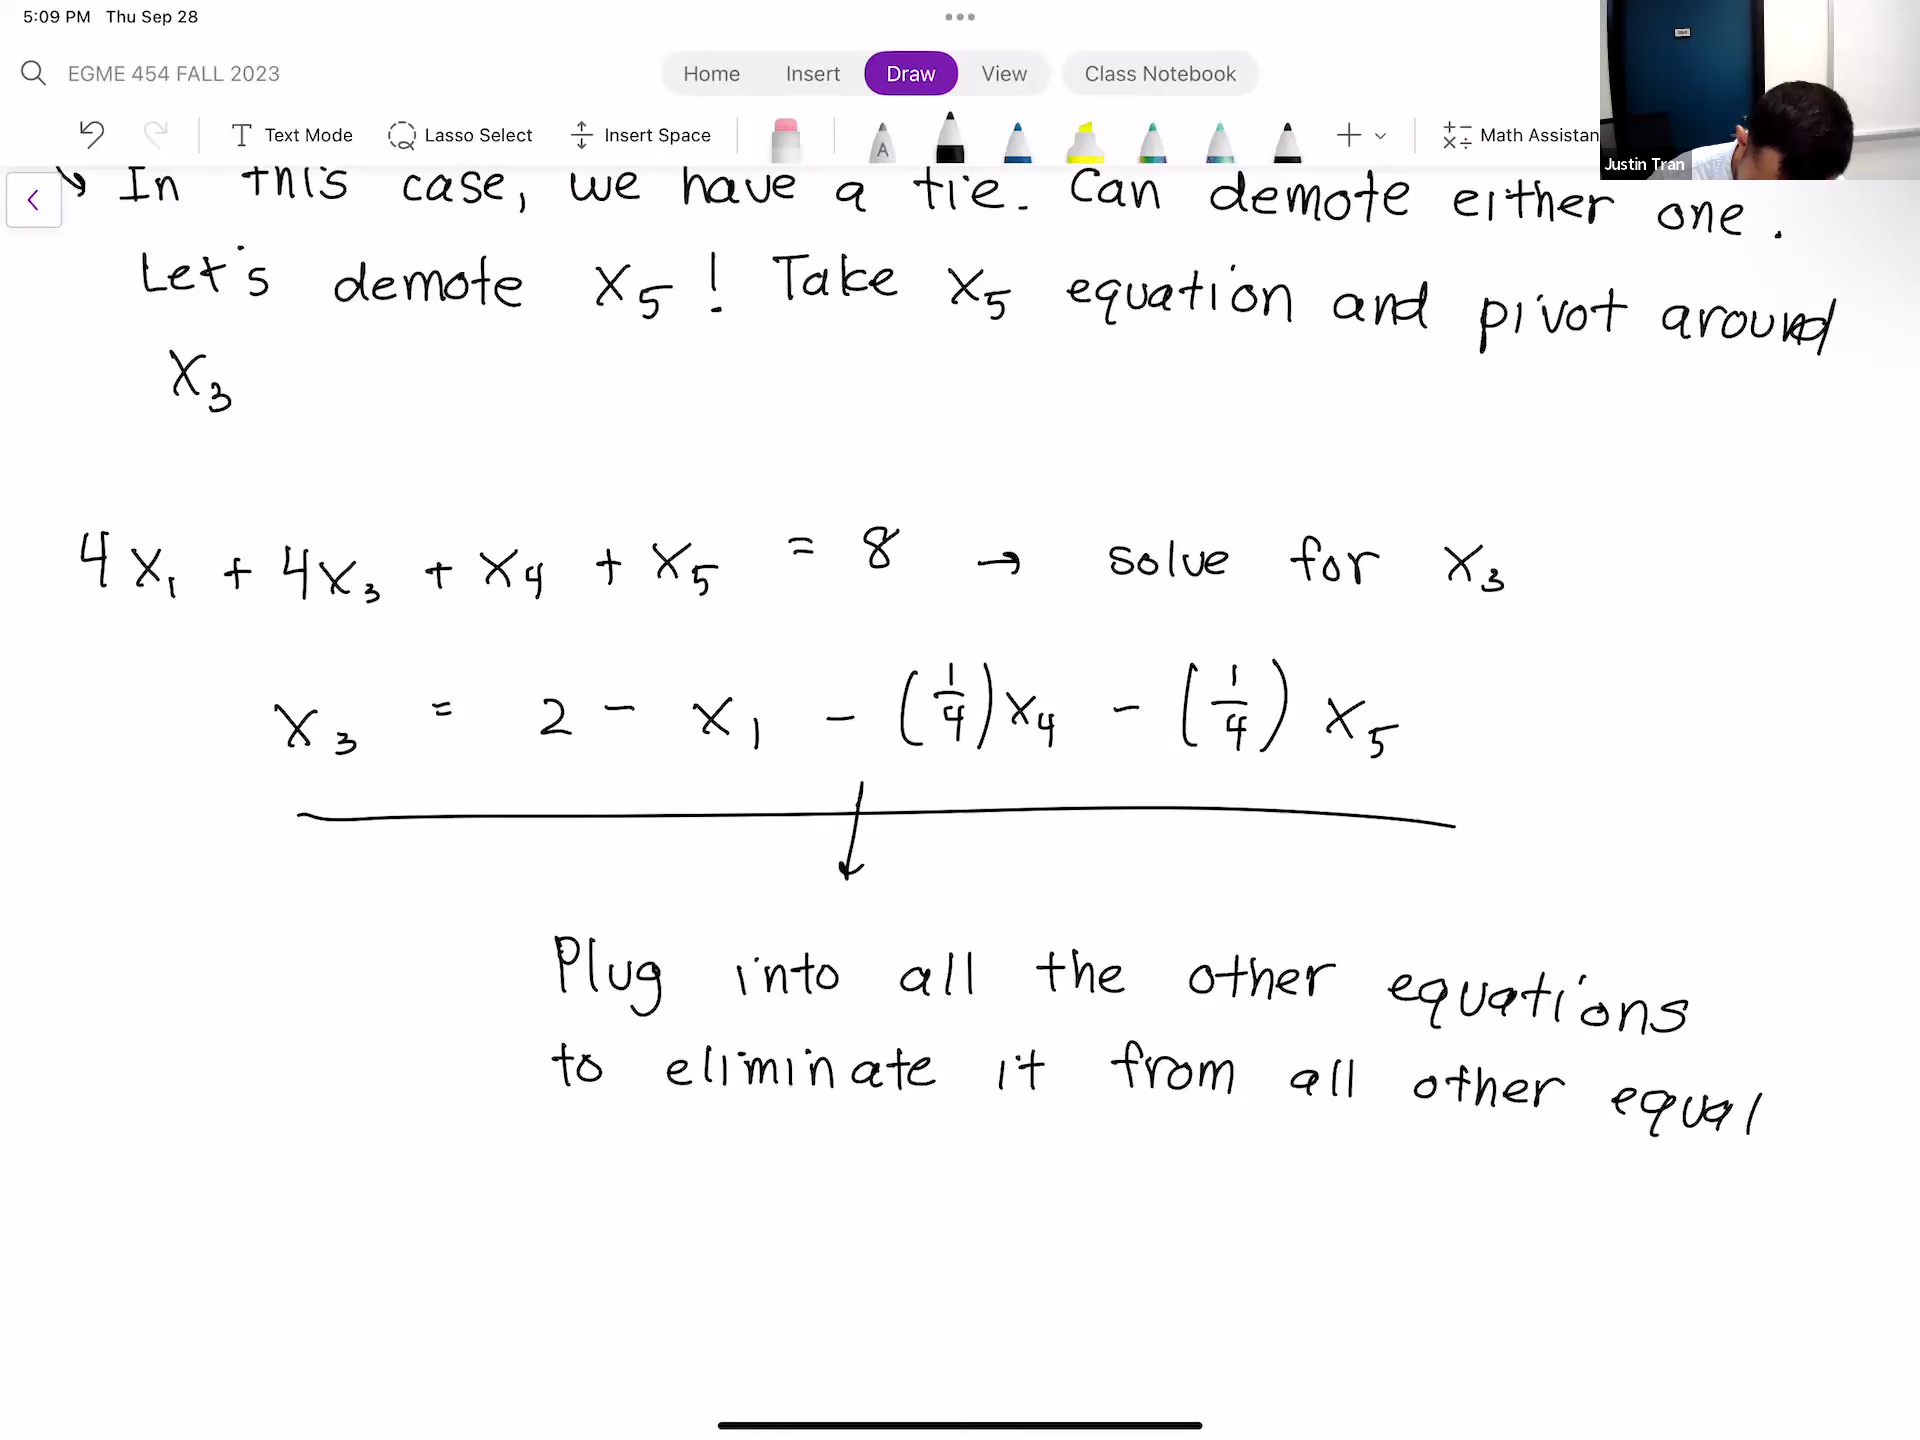 5:09 PM Thu Sep 28
EGME 454 FALL 2023
Home Insert Draw View Class Notebook
Text Mode Lasso Select Insert Space A Math Assistan
Justin Tran
In this case, we have a tie. Can demote either one.
Let's demote x₅! Take x₅ equation and pivot around
x₃
4x₁ + 4x₃ + x₄ + x₅ = 8 → solve for x₃
x₃ = 2 - x₁ - (1/4)x₄ - (1/4) x₅
Plug into all the other equations
to eliminate it from all other equal